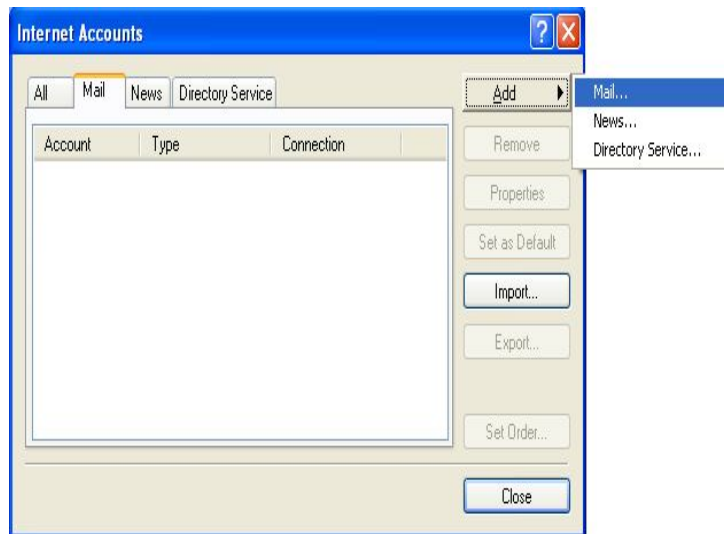 Internet Accounts
All Mail News Directory Service
Add
Mail...
News...
Directory Service...
Account Type Connection
Remove
Properties
Set as Default
Import...
Export...
Set Order...
Close